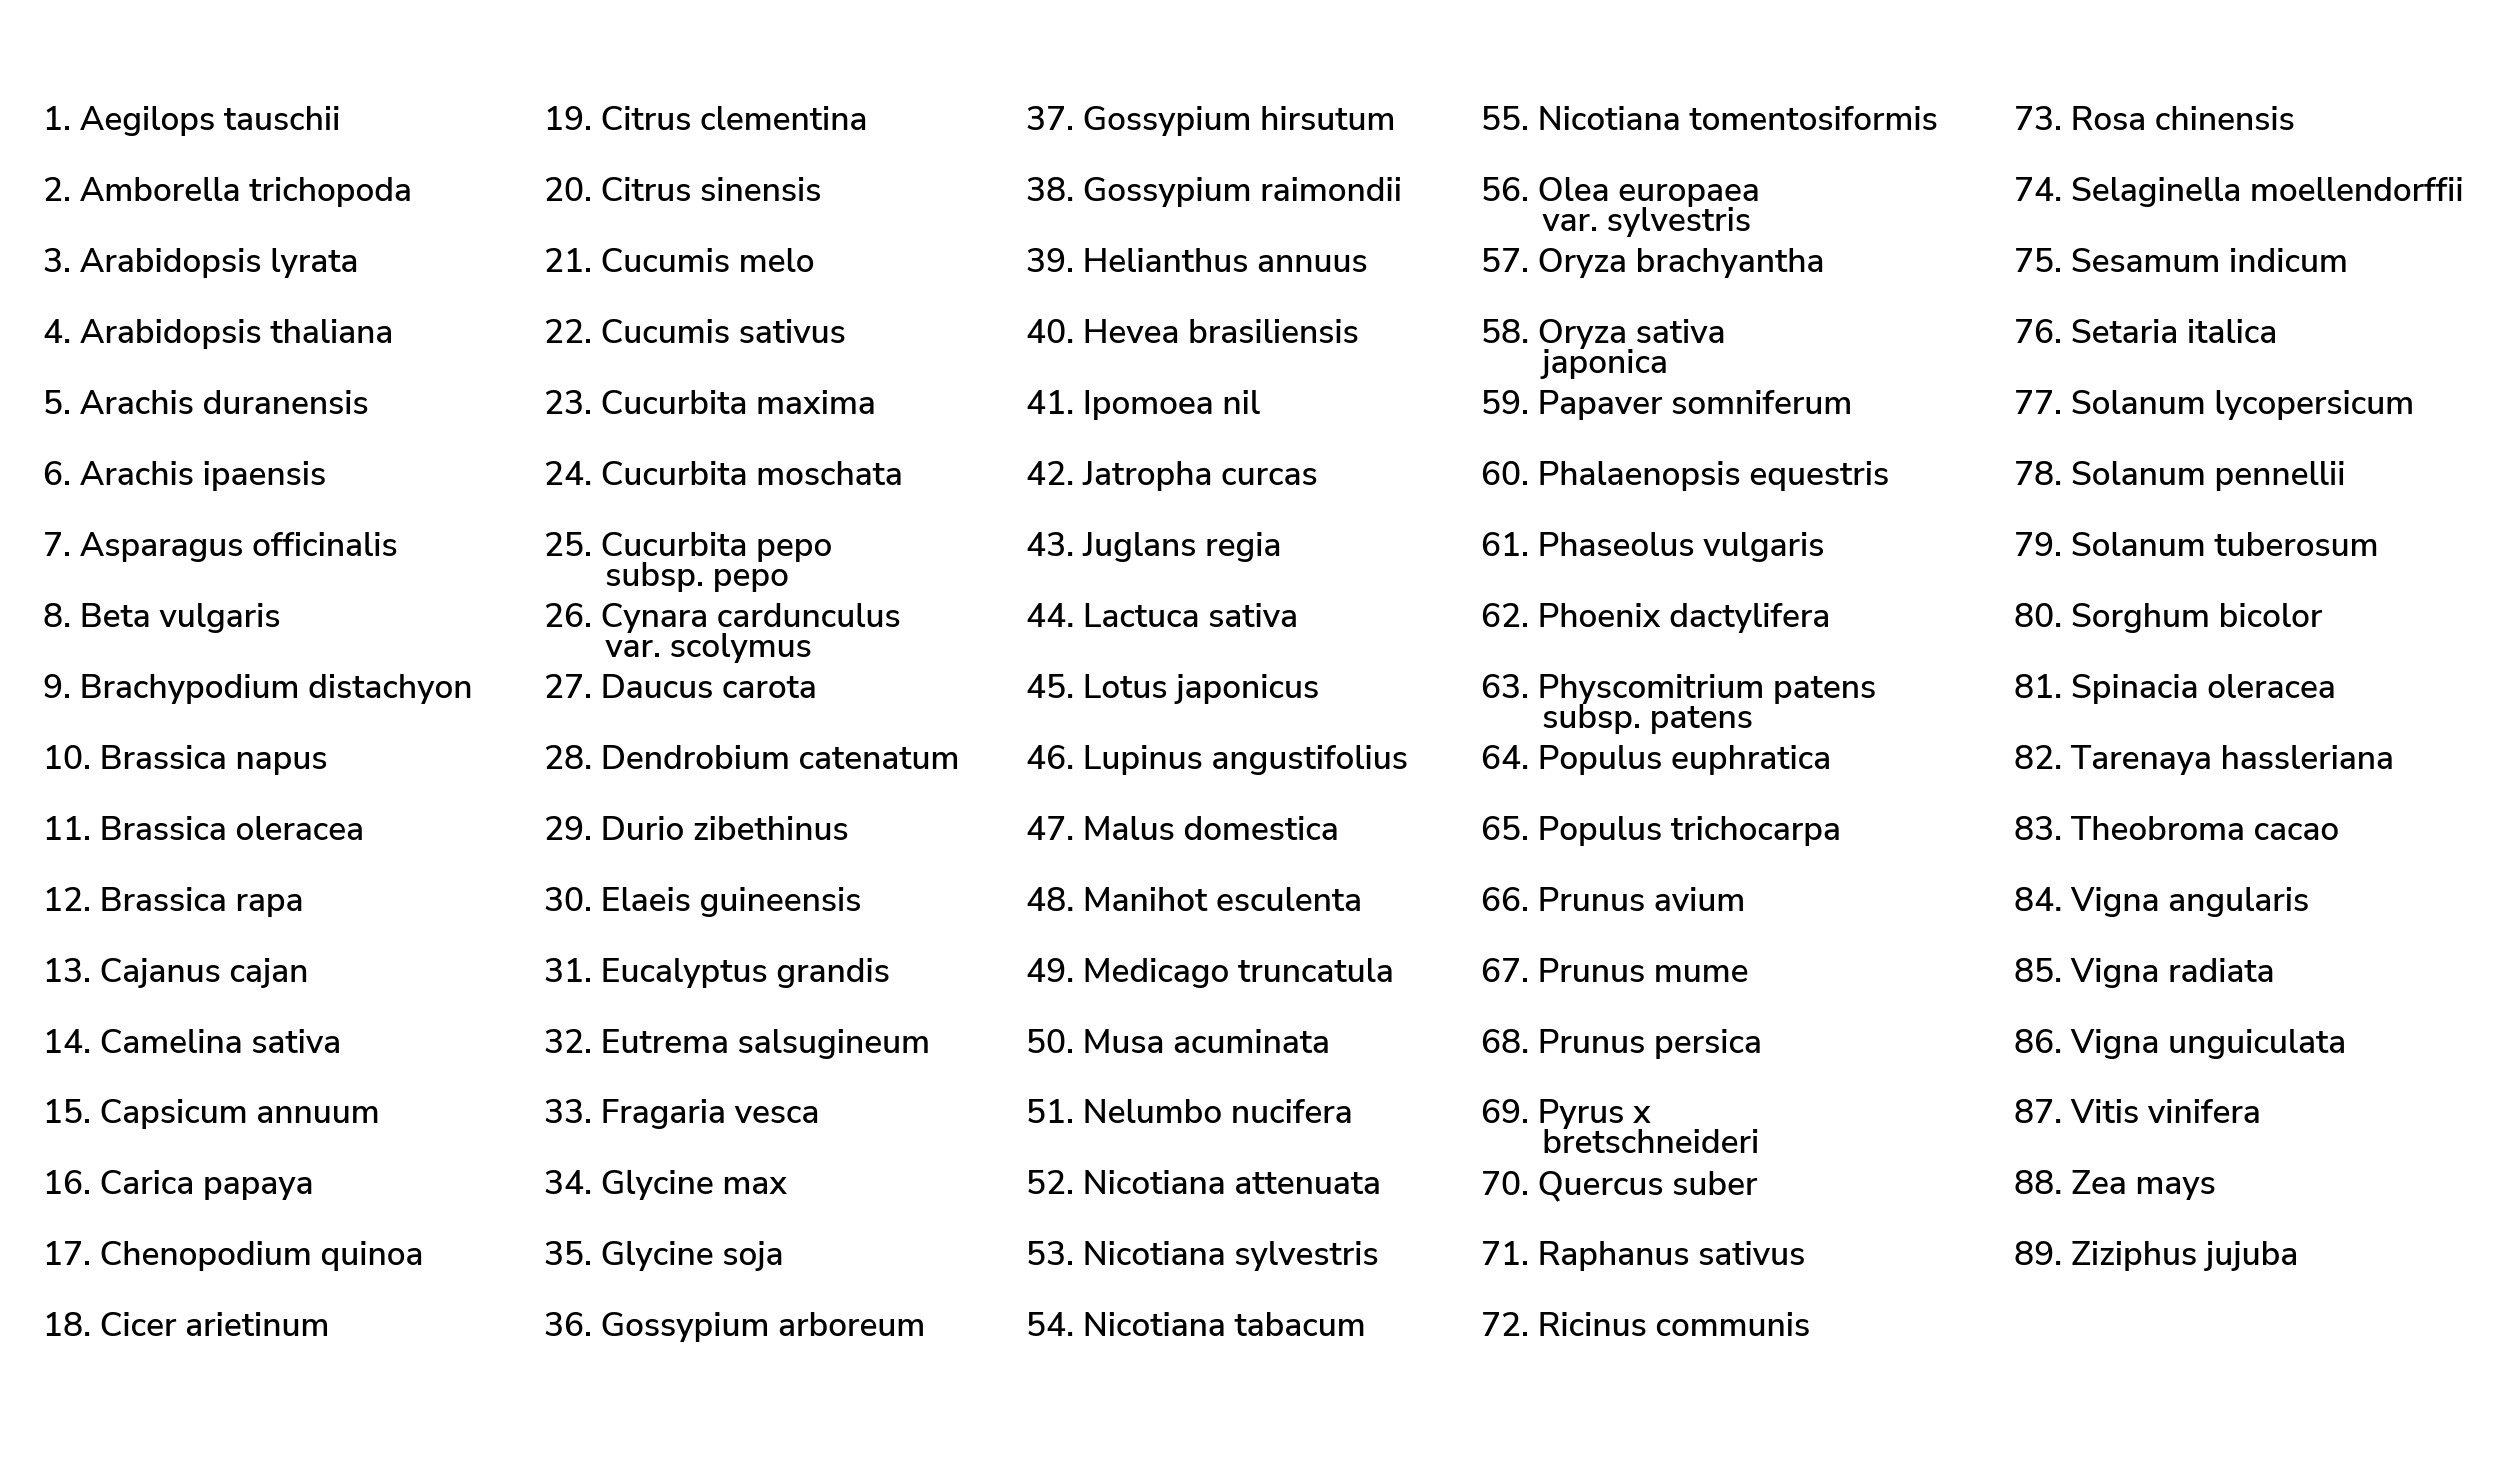 1. Aegilops tauschii
2. Amborella trichopoda
3. Arabidopsis lyrata
4. Arabidopsis thaliana
5. Arachis duranensis
6. Arachis ipaensis
7. Asparagus officinalis
8. Beta vulgaris
9. Brachypodium distachyon
10. Brassica napus
11. Brassica oleracea
12. Brassica rapa
13. Cajanus cajan
14. Camelina sativa
15. Capsicum annuum
16. Carica papaya
17. Chenopodium quinoa
18. Cicer arietinum
19. Citrus clementina
20. Citrus sinensis
21. Cucumis melo
22. Cucumis sativus
23. Cucurbita maxima
24. Cucurbita moschata
25. Cucurbita pepo
subsp. pepo
26. Cynara cardunculus
var. scolymus
27. Daucus carota
28. Dendrobium catenatum
29. Durio zibethinus
30. Elaeis guineensis
31. Eucalyptus grandis
32. Eutrema salsugineum
33. Fragaria vesca
34. Glycine max
35. Glycine soja
36. Gossypium arboreum
37. Gossypium hirsutum
38. Gossypium raimondii
39. Helianthus annuus
40. Hevea brasiliensis
41. Ipomoea nil
42. Jatropha curcas
43. Juglans regia
44. Lactuca sativa
45. Lotus japonicus
46. Lupinus angustifolius
47. Malus domestica
48. Manihot esculenta
49. Medicago truncatula
50. Musa acuminata
51. Nelumbo nucifera
52. Nicotiana attenuata
53. Nicotiana sylvestris
54. Nicotiana tabacum
55. Nicotiana tomentosiformis
56. Olea europaea
var. sylvestris
57. Oryza brachyantha
58. Oryza sativa
japonica
59. Papaver somniferum
60. Phalaenopsis equestris
61. Phaseolus vulgaris
62. Phoenix dactylifera
63. Physcomitrium patens
subsp. patens
64. Populus euphratica
65. Populus trichocarpa
66. Prunus avium
67. Prunus mume
68. Prunus persica
69. Pyrus x
bretschneideri
70. Quercus suber
71. Raphanus sativus
72. Ricinus communis
73. Rosa chinensis
74. Selaginella moellendorffii
75. Sesamum indicum
76. Setaria italica
77. Solanum lycopersicum
78. Solanum pennellii
79. Solanum tuberosum
80. Sorghum bicolor
81. Spinacia oleracea
82. Tarenaya hassleriana
83. Theobroma cacao
84. Vigna angularis
85. Vigna radiata
86. Vigna unguiculata
87. Vitis vinifera
88. Zea mays
89. Ziziphus jujuba